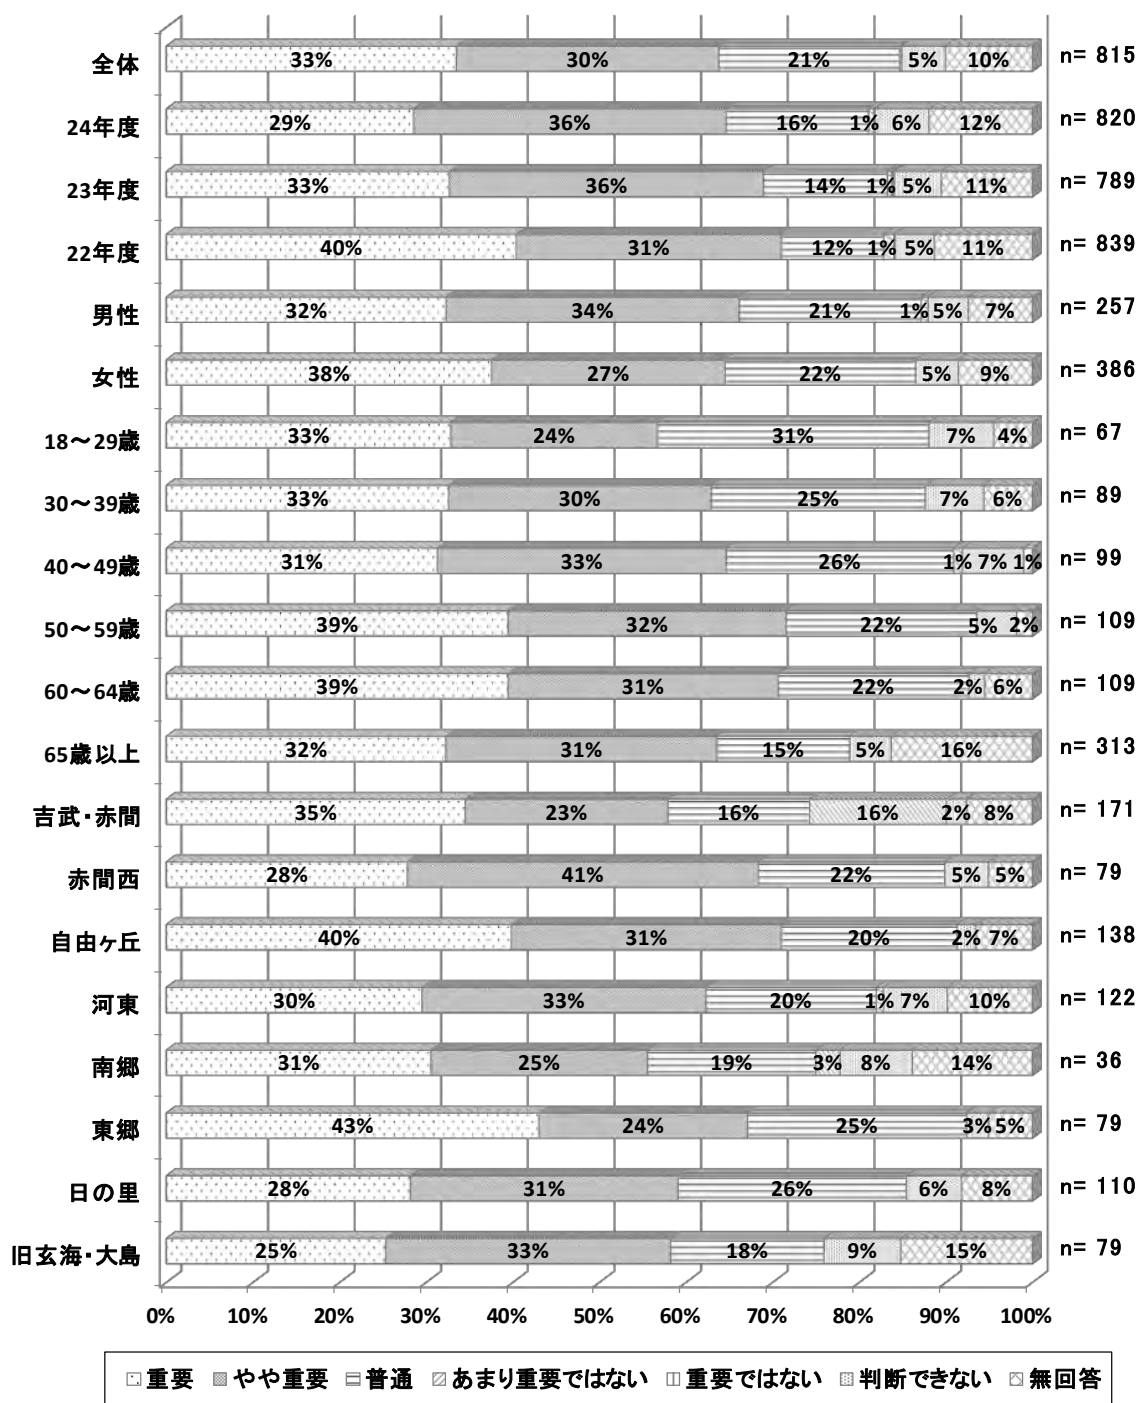 全体 33% 30% 21% 5% 10% n= 815
24年度 29% 36% 16% 1% 6% 12% n= 820
23年度 33% 36% 14% 1% 5% 11% n= 789
22年度 40% 31% 12% 1% 5% 11% n= 839
男性 32% 34% 21% 1% 5% 7% n= 257
女性 38% 27% 22% 5% 9% n= 386
18～29歳 33% 24% 31% 7% 4% n= 67
30～39歳 33% 30% 25% 7% 6% n= 89
40～49歳 31% 33% 26% 1% 7% 1% n= 99
50～59歳 39% 32% 22% 5% 2% n= 109
60～64歳 39% 31% 22% 2% 6% n= 109
65歳以上 32% 31% 15% 5% 16% n= 313
吉武・赤間 35% 23% 16% 16% 2% 8% n= 171
赤間西 28% 41% 22% 5% 5% n= 79
自由ヶ丘 40% 31% 20% 2% 7% n= 138
河東 30% 33% 20% 1% 7% 10% n= 122
南郷 31% 25% 19% 3% 8% 14% n= 36
東郷 43% 24% 25% 3% 5% n= 79
日の里 28% 31% 26% 6% 8% n= 110
旧玄海・大島 25% 33% 18% 9% 15% n= 79
0% 10% 20% 30% 40% 50% 60% 70% 80% 90% 100%
重要 やや重要 普通 あまり重要ではない 重要ではない 判断できない 無回答